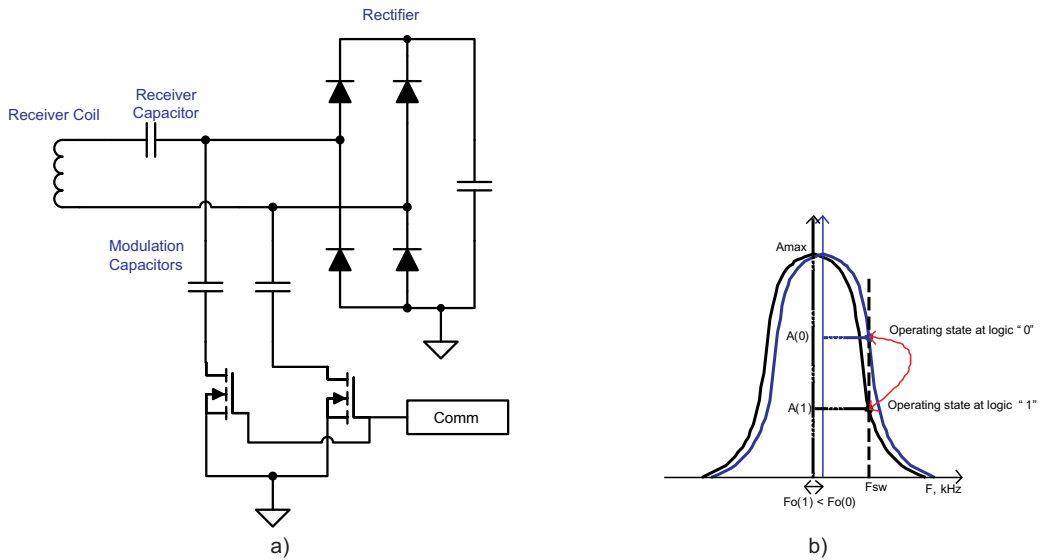 Rectifier
Receiver
Capacitor
Receiver Coil
Modulation
Capacitors
Comm
a)
Amax
A(0)
Operating state at logic “ 0”
A(1)
Operating state at logic “ 1”
Fsw
F, kHz
Fo(1) < Fo(0)
b)